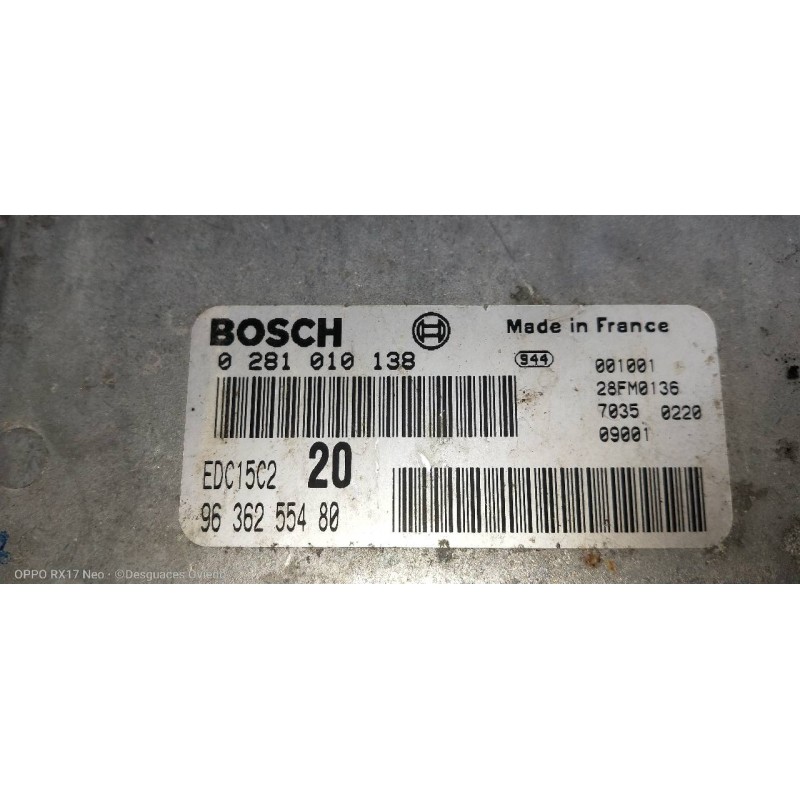 BOSCH Made in France
0 281 010 138 944 001001
28FM0136
7035 0220
09001
EDC15C2 20
96 362 554 80
OPPO RX17 Neo · ©Desguaces Oviedo